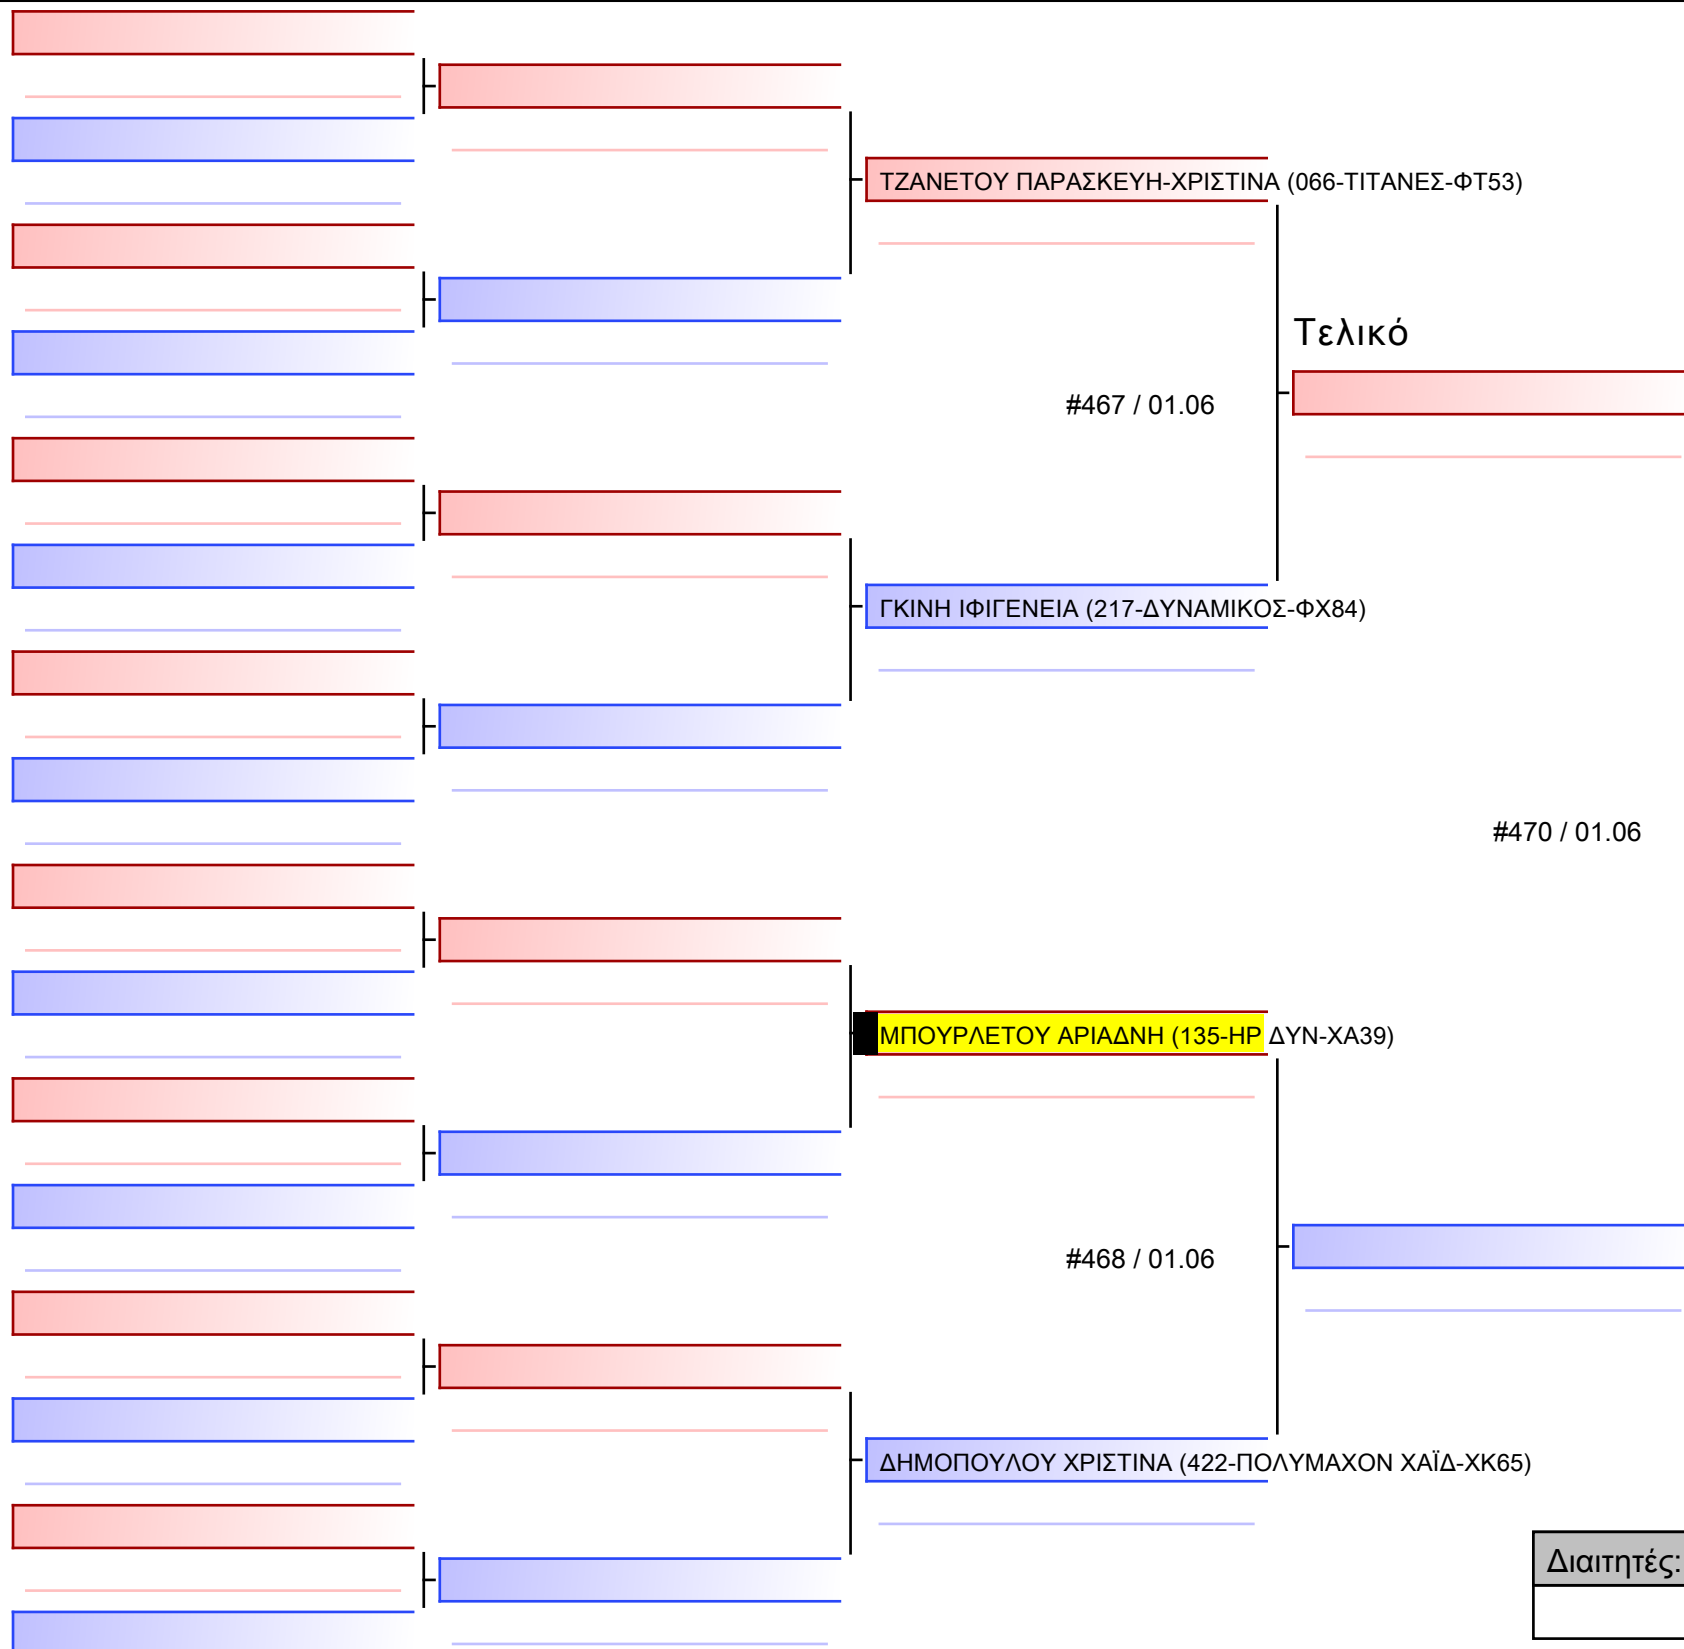 ΤΖΑΝΕΤΟΥ ΠΑΡΑΣΚΕΥΗ-ΧΡΙΣΤΙΝΑ (066-ΤΙΤΑΝΕΣ-ΦΤ53)
Τελικό
#467 / 01.06
ΓΚΙΝΗ ΙΦΙΓΕΝΕΙΑ (217-ΔΥΝΑΜΙΚΟΣ-ΦΧ84)
#470 / 01.06
ΜΠΟΥΡΛΕΤΟΥ ΑΡΙΑΔΝΗ (135-ΗΡ ΔΥΝ-ΧΑ39)
#468 / 01.06
ΔΗΜΟΠΟΥΛΟΥ ΧΡΙΣΤΙΝΑ (422-ΠΟΛΥΜΑΧΟΝ ΧΑΪΔ-ΧΚ65)
Διαιτητές: